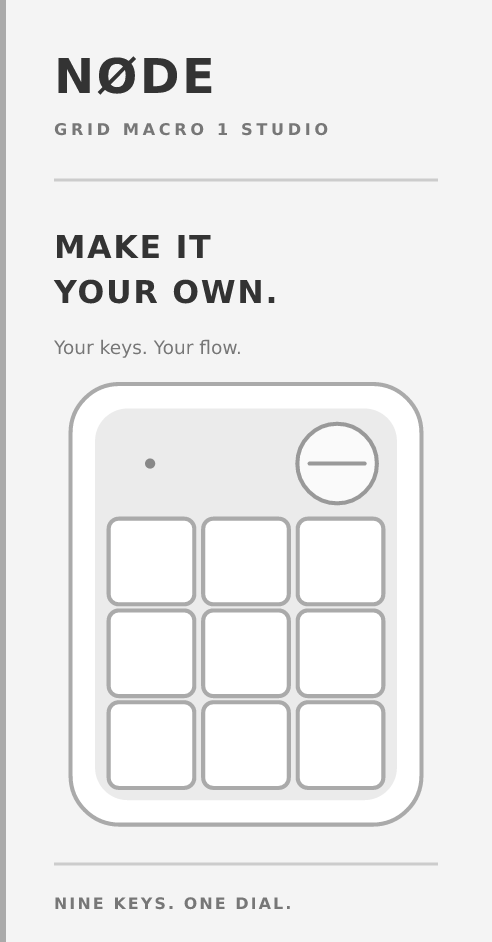 NØDE
GRID MACRO 1 STUDIO
MAKE IT
YOUR OWN.
Your keys. Your flow.
NINE KEYS. ONE DIAL.